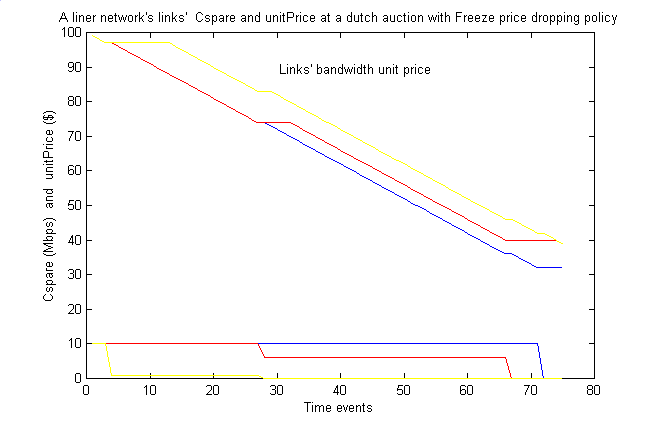 A liner network's links' Cspare and unitPrice at a dutch auction with Freeze price dropping policy
100
90
80
70
60
50
40
30
20
10
0
Cspare (Mbps) and unitPrice ($)
Links' bandwidth unit price
0 10 20 30 40 50 60 70 80
Time events